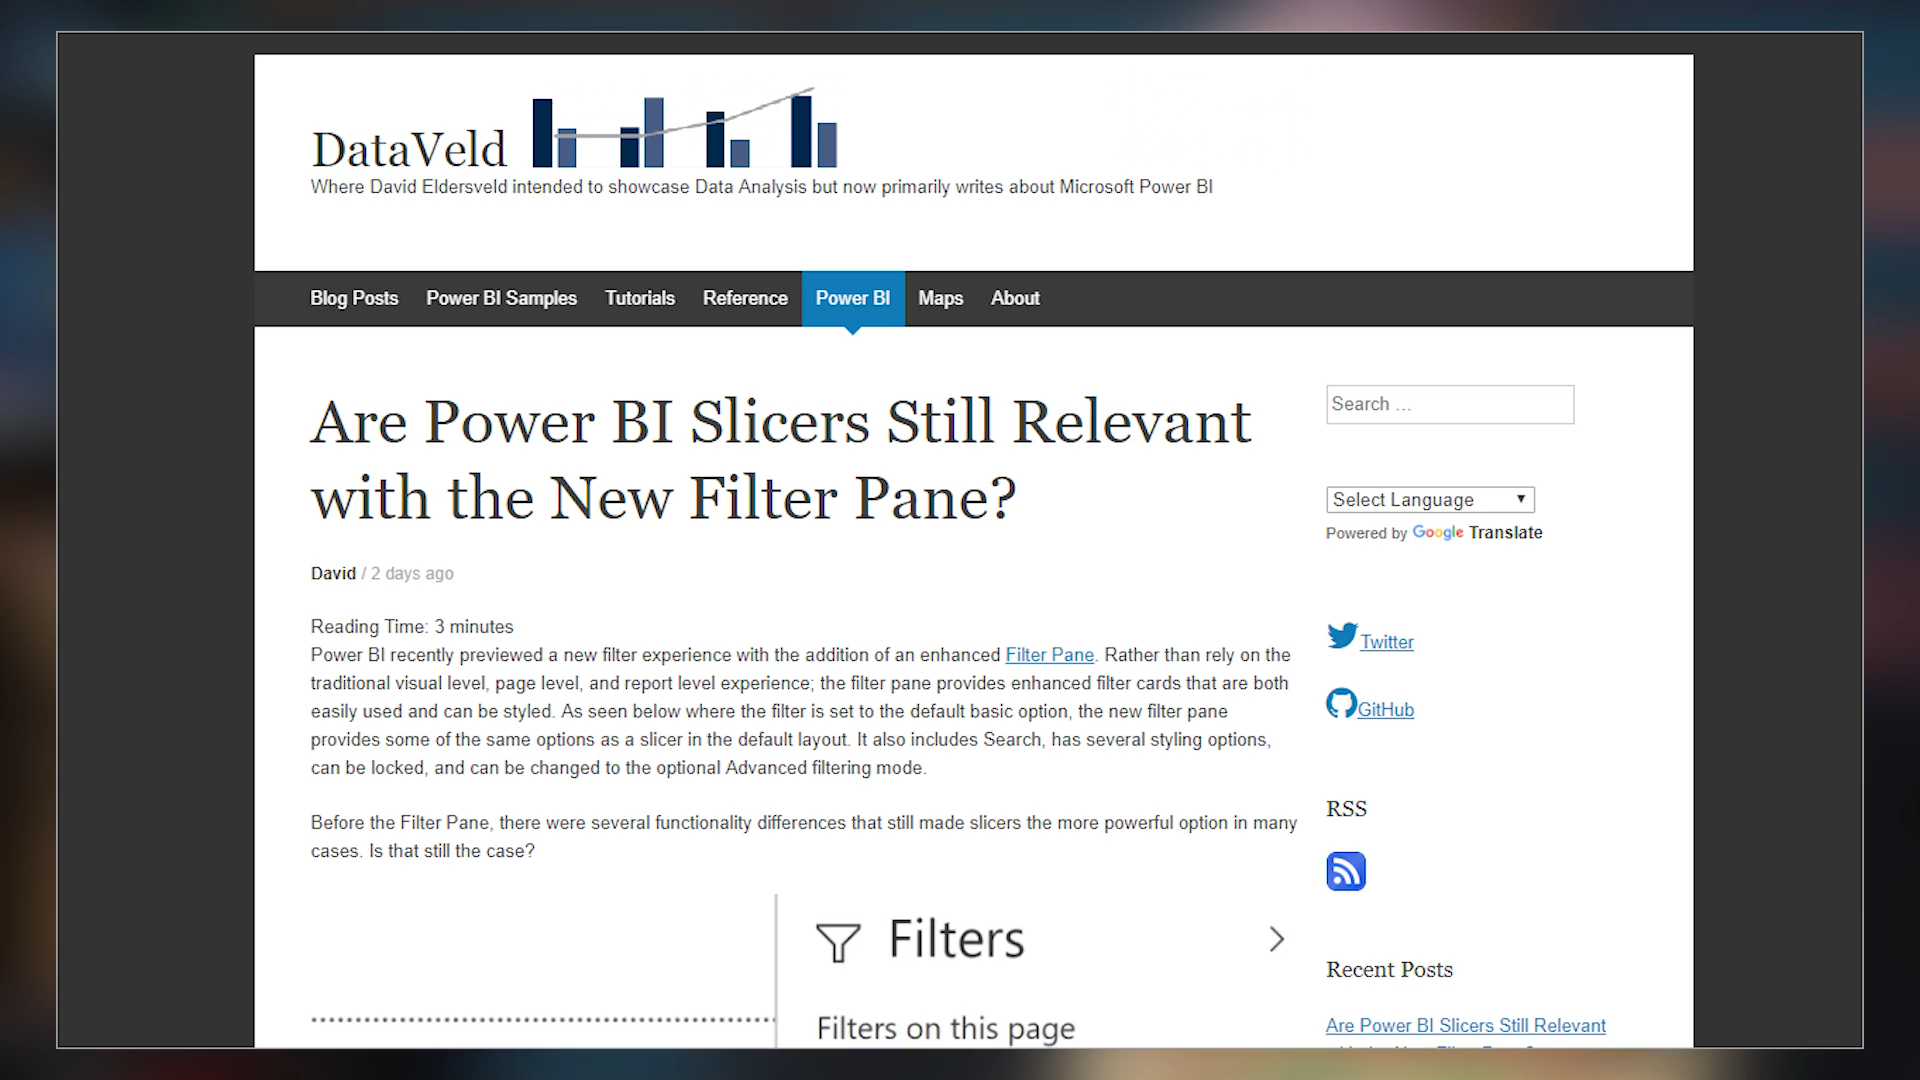 DataVeld
Where David Eldersveld intended to showcase Data Analysis but now primarily writes about Microsoft Power BI
Blog Posts Power BI Samples Tutorials Reference Power BI Maps About
Are Power BI Slicers Still Relevant
with the New Filter Pane?
David / 2 days ago
Reading Time: 3 minutes
Power BI recently previewed a new filter experience with the addition of an enhanced Filter Pane. Rather than rely on the
traditional visual level, page level, and report level experience; the filter pane provides enhanced filter cards that are both
easily used and can be styled. As seen below where the filter is set to the default basic option, the new filter pane
provides some of the same options as a slicer in the default layout. It also includes Search, has several styling options,
can be locked, and can be changed to the optional Advanced filtering mode.
Before the Filter Pane, there were several functionality differences that still made slicers the more powerful option in many
cases. Is that still the case?
Filters
Filters on this page
Search …
Select Language
Powered by Google Translate
Twitter
GitHub
RSS
Recent Posts
Are Power BI Slicers Still Relevant